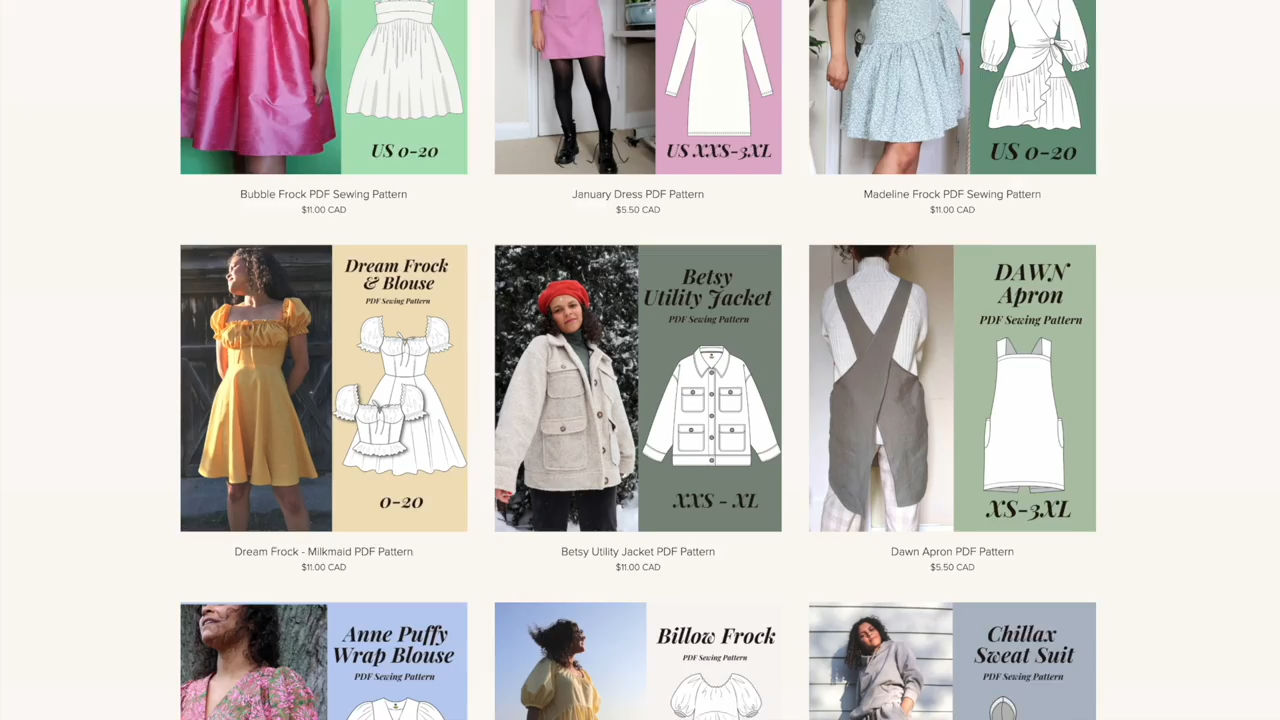 US 0-20
US XXS-3XL
US 0-20
Bubble Frock PDF Sewing Pattern
$11.00 CAD
January Dress PDF Pattern
$5.50 CAD
Madeline Frock PDF Sewing Pattern
$11.00 CAD
Dream Frock
& Blouse
PDF Sewing Pattern
0-20
Betsy
Utility Jacket
PDF Sewing Pattern
XXS - XL
DAWN
Apron
PDF Sewing Pattern
XS-3XL
Dream Frock - Milkmaid PDF Pattern
$11.00 CAD
Betsy Utility Jacket PDF Pattern
$11.00 CAD
Dawn Apron PDF Pattern
$5.50 CAD
Anne Puffy
Wrap Blouse
PDF Sewing Pattern
Billow Frock
PDF Sewing Pattern
Chillax
Sweat Suit
PDF Sewing Pattern